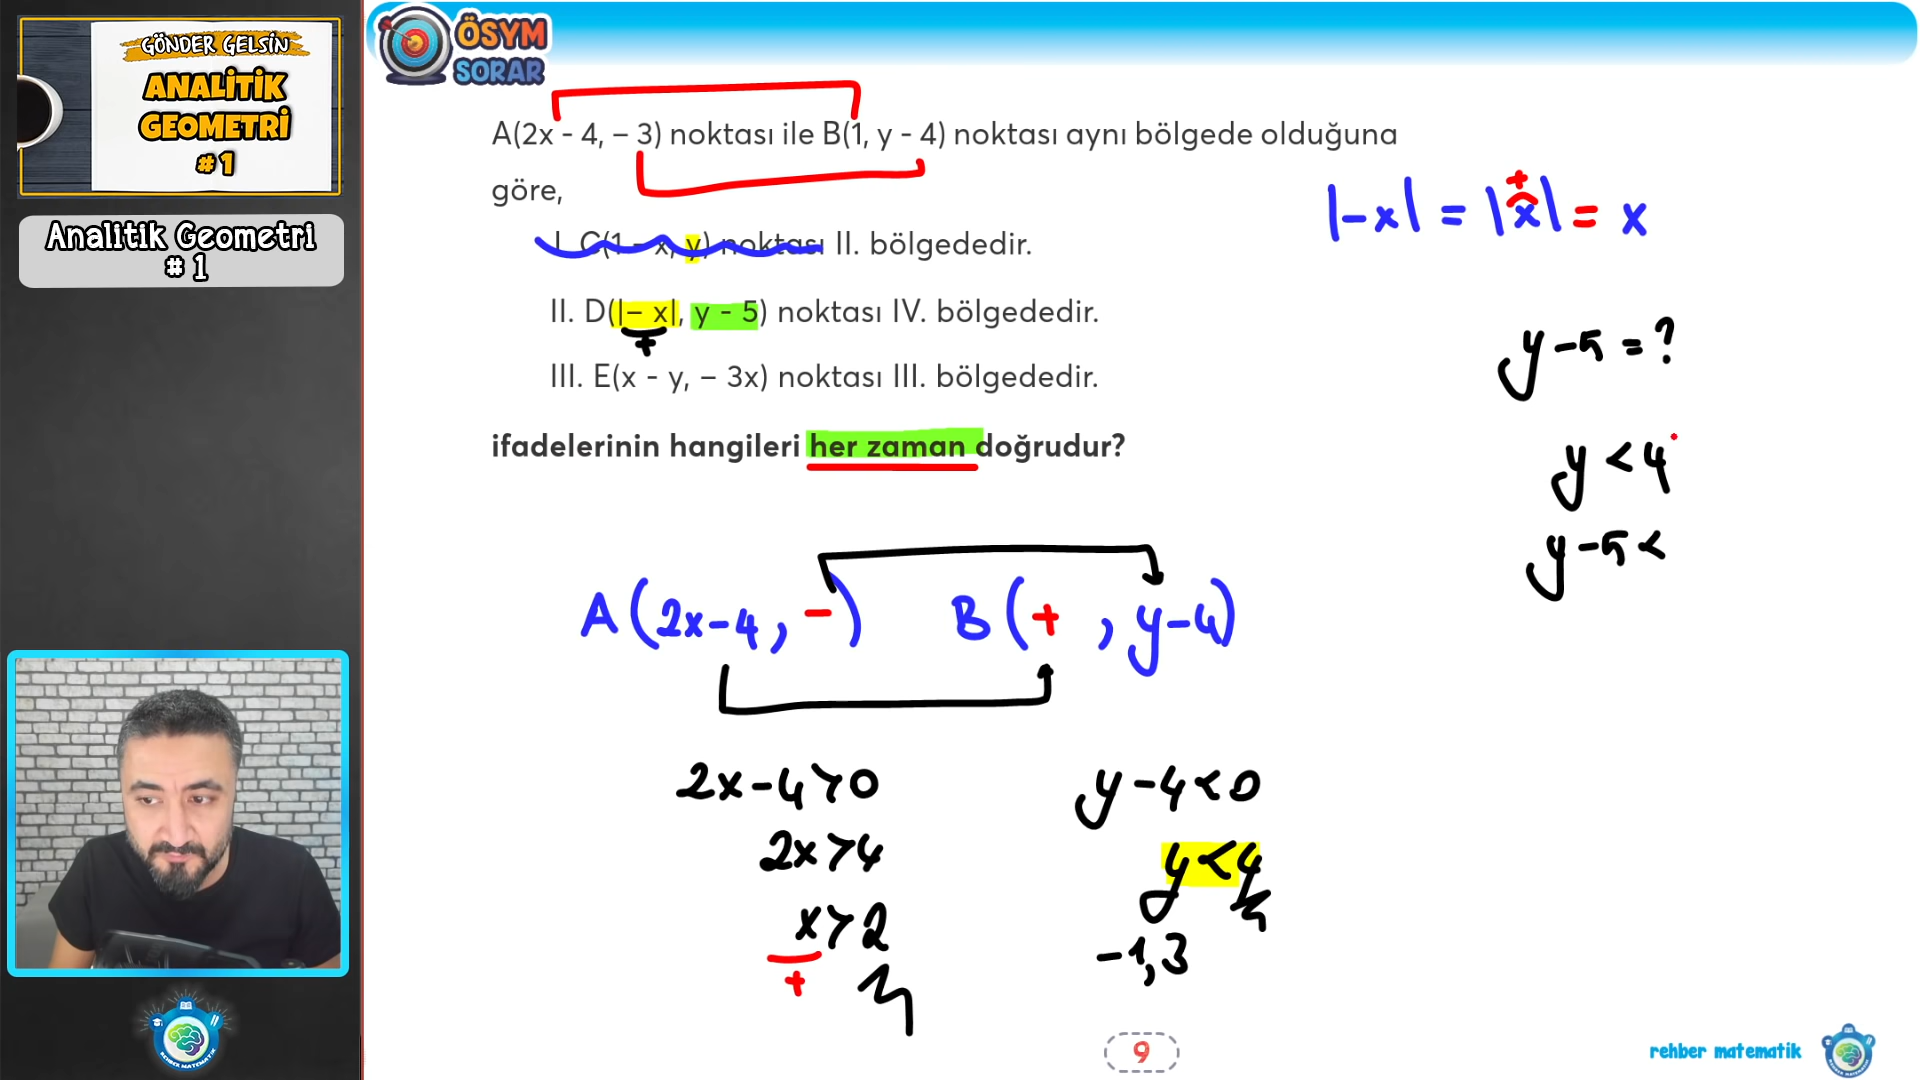 GÖNDER GELSİN
ANALİTİK
GEOMETRİ
#1
Analitik Geometri
#1
ÖSYM
SORAR
A(2x - 4, – 3) noktası ile B(1, y - 4) noktası aynı bölgede olduğuna
göre,
I. C(1 – x, y) noktası II. bölgededir.
II. D(|– x|, y - 5) noktası IV. bölgededir.
+
III. E(x - y, – 3x) noktası III. bölgededir.
ifadelerinin hangileri her zaman doğrudur?
+
|-x| = |x| = x
y-5=?
y<4
y-5<
A(2x-4, -) B(+, y-4)
2x-4>0
2x>4
x>2
+
y-4<0
y<4
-1,3
9
REHBER MATEMATİK
rehber matematik